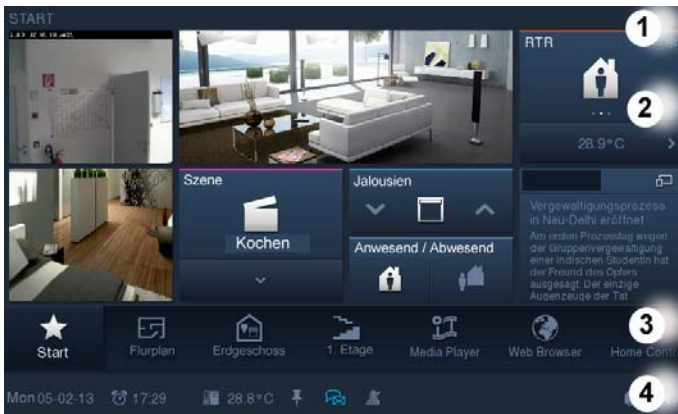 START
1
RTR
2
28.9°C
Szene
Kochen
Jalousien
Anwesend / Abwesend
Vergewaltigungsprozess
in Neu-Delhi eröffnet
Am ersten Prozesstag wegen
der Gruppenvergewaltigung
einer indischen Studentin hat
der Freund des Opfers
ausgesagt. Der einzige
Augenzeuge der Tat
3
Start
Flurplan
Erdgeschoss
1. Etage
Media Player
Web Browser
Home Cont
4
Mon 05-02-13
17:29
28.8°C